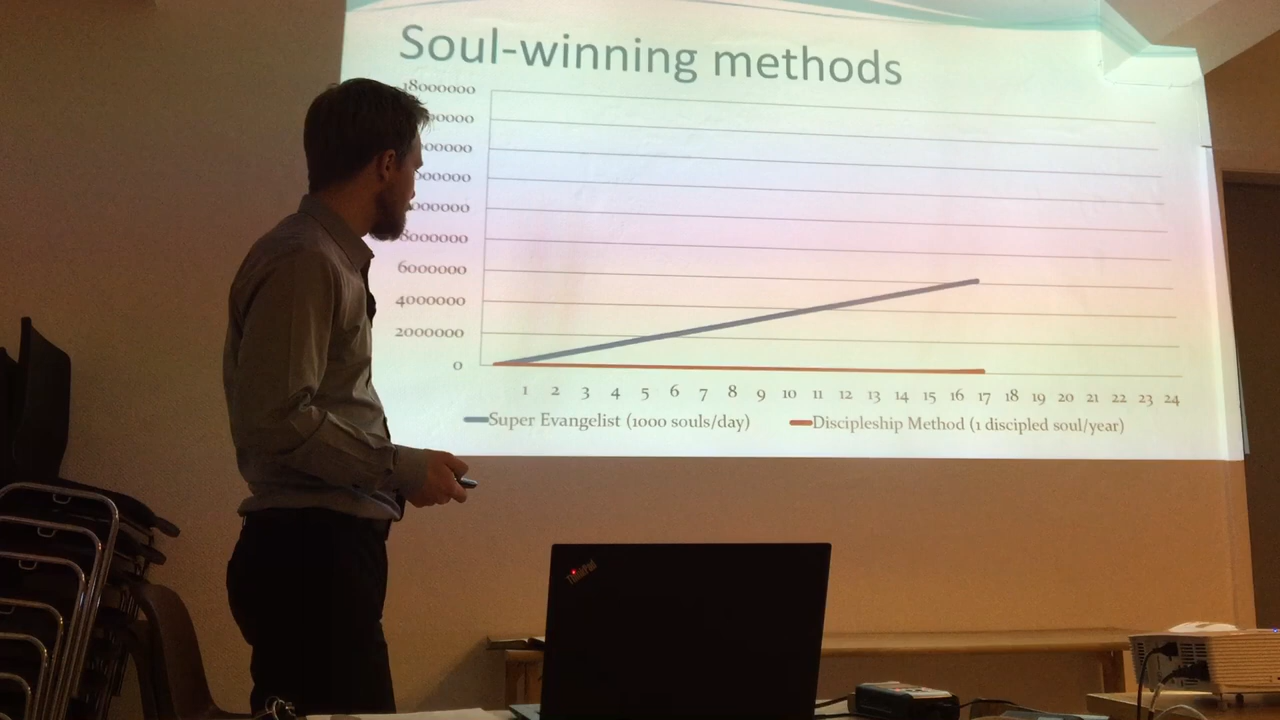 Soul-winning methods
18000000
8000000
6000000
4000000
2000000
0
1 2 3 4 5 6 7 8 9 10 11 12 13 14 15 16 17 18 19 20 21 22 23 24
Super Evangelist (1000 souls/day) Discipleship Method (1 discipled soul/year)
ThinkPad